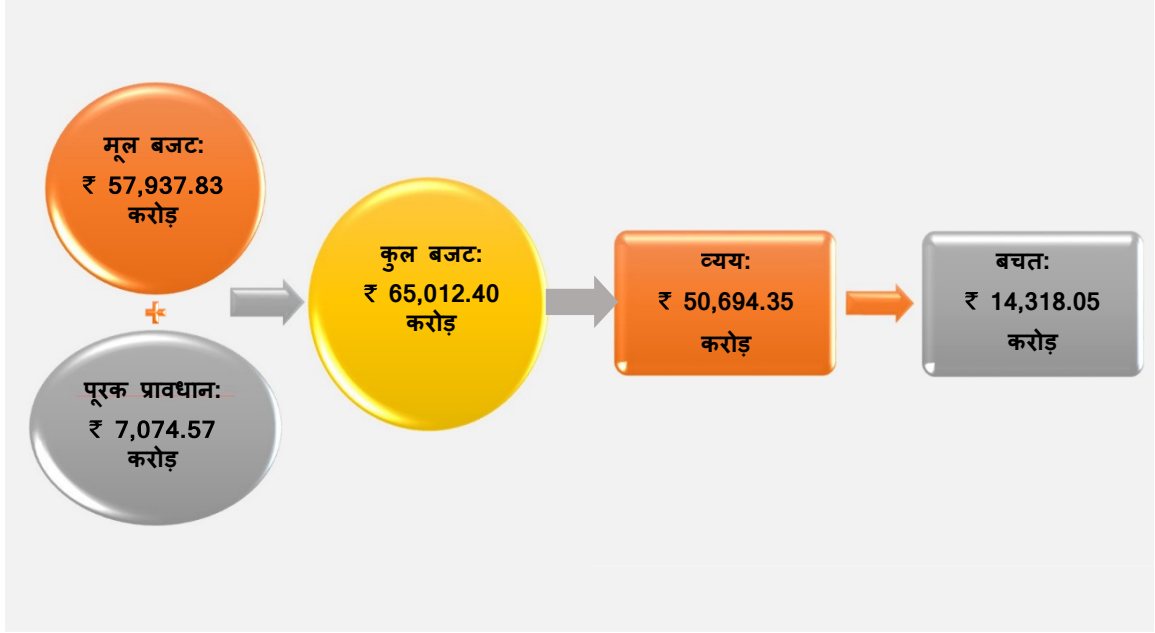 मूल बजट:
₹ 57,937.83
करोड़
+
पूरक प्रावधान:
₹ 7,074.57
करोड़
कुल बजट:
₹ 65,012.40
करोड़
व्यय:
₹ 50,694.35
करोड़
बचत:
₹ 14,318.05
करोड़